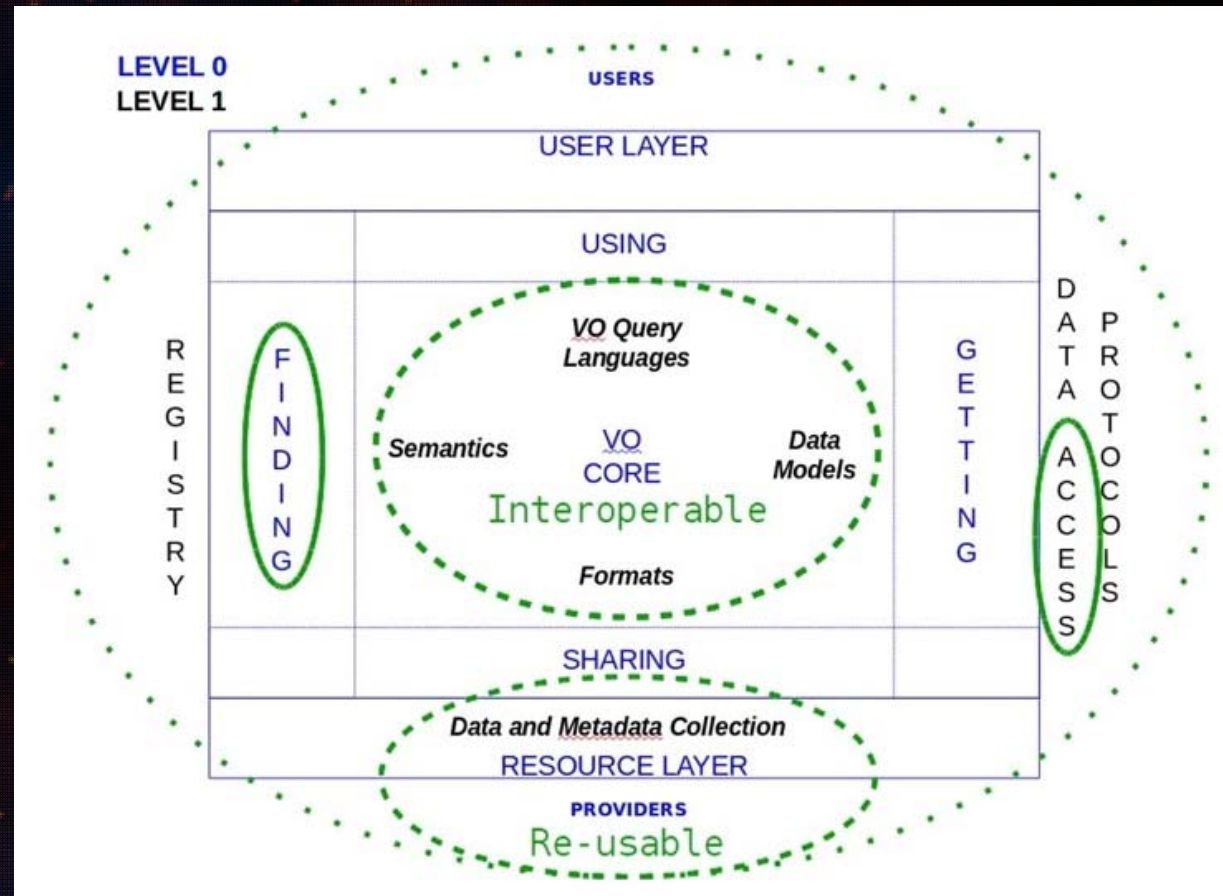 LEVEL 0
LEVEL 1
USERS
USER LAYER
USING
REGISTRY
FINDING
VO Query
Languages
Semantics
VO
CORE
Data
Models
Interoperable
Formats
GETTING
DATA ACCESS
PROTOCOLS
SHARING
Data and Metadata Collection
RESOURCE LAYER
PROVIDERS
Re-usable